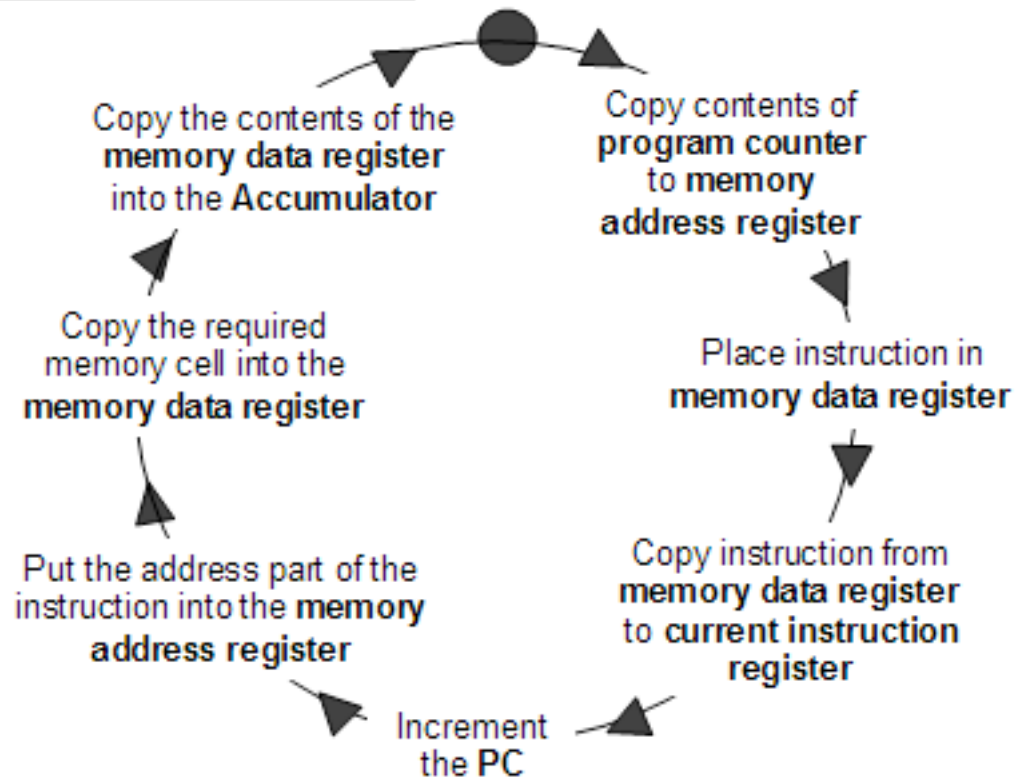 Copy contents of
program counter
to memory
address register
Place instruction in
memory data register
Copy instruction from
memory data register
to current instruction
register
Increment
the PC
Put the address part of the
instruction into the memory
address register
Copy the required
memory cell into the
memory data register
Copy the contents of the
memory data register
into the Accumulator